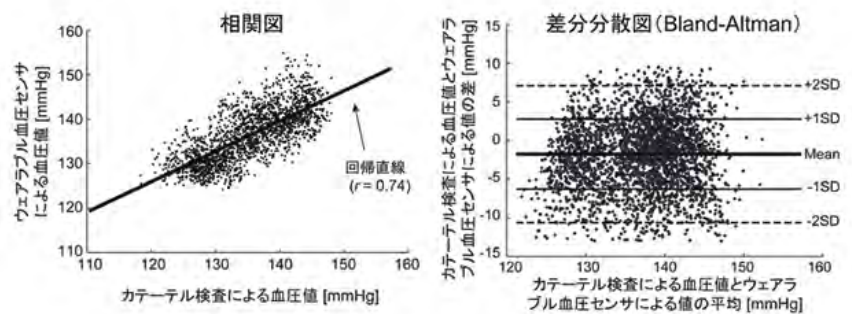 相関図
ウェアラブル血圧センサ
による血圧値 [mmHg]
160
150
140
130
120
110
回帰直線
(r = 0.74)
110
120
130
140
150
160
カテーテル検査による血圧値 [mmHg]
差分分散図(Bland-Altman)
カテーテル検査による血圧値とウェアラ
ブル血圧センサによる値の差 [mmHg]
15
10
5
0
-5
-10
-15
+2SD
+1SD
Mean
-1SD
-2SD
120
130
140
150
160
カテーテル検査による血圧値とウェアラ
ブル血圧センサによる値の平均 [mmHg]